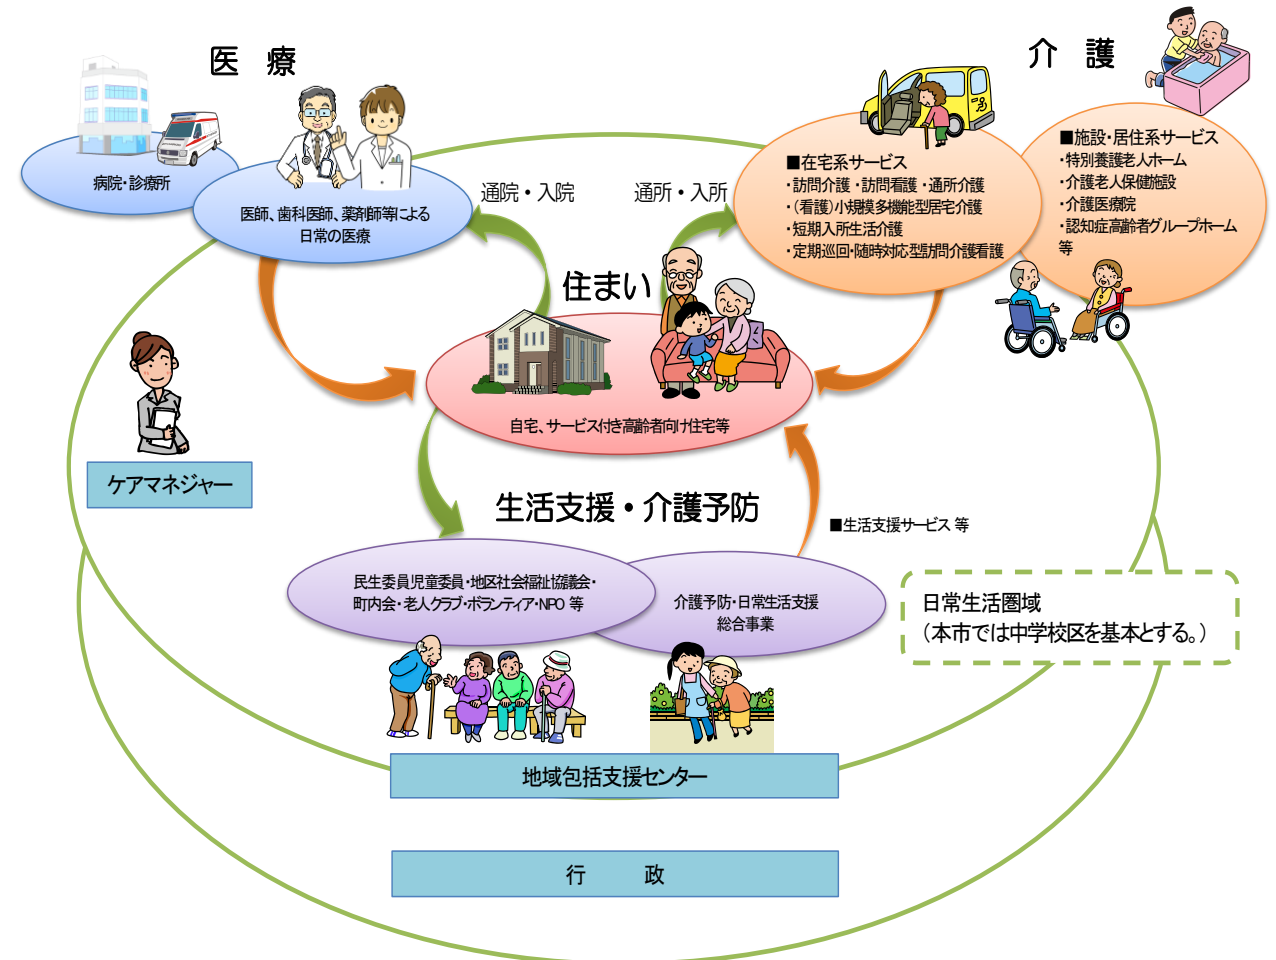 医　療
介　護
病院・診療所
医師、歯科医師、薬剤師等による
日常の医療
通院・入院
通所・入所
■在宅系サービス
・訪問介護・訪問看護・通所介護
・(看護)小規模多機能型居宅介護
・短期入所生活介護
・定期巡回・随時対応型訪問介護看護
■施設・居住系サービス
・特別養護老人ホーム
・介護老人保健施設
・介護医療院
・認知症高齢者グループホーム
等
住まい
自宅、サービス付き高齢者向け住宅等
ケアマネジャー
生活支援・介護予防
■生活支援サービス 等
民生委員児童委員・地区社会福祉協議会・
町内会・老人クラブ・ボランティア・NPO 等
介護予防・日常生活支援
総合事業
日常生活圏域
（本市では中学校区を基本とする。）
地域包括支援センター
行　政